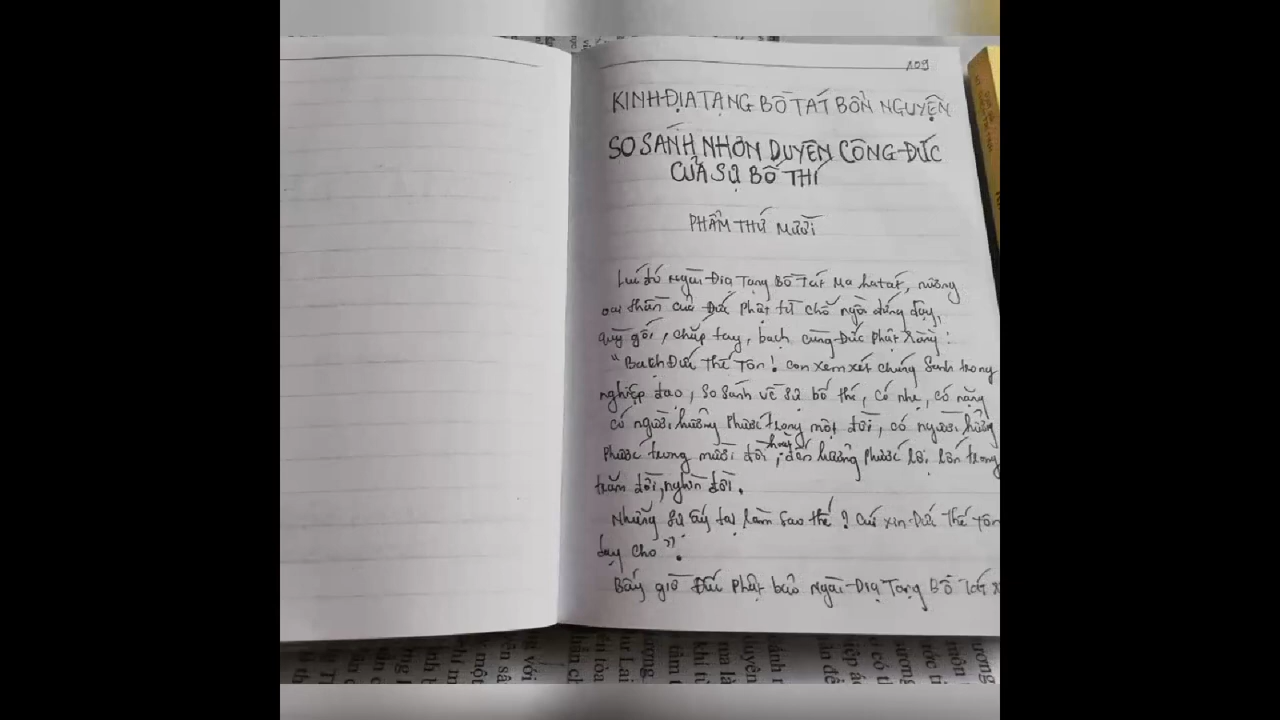 109
KINH-ĐỊA TẠNG BỒ TÁT BỔN NGUYỆN
SO SÁNH NHƠN DUYÊN CÔNG-ĐỨC
CỦA SỰ BỐ THÍ
PHẨM THỨ MƯỜI
Lúc đó Ngài Địa Tạng Bồ Tát Ma ha tát, nương
oai thần của Đức Phật từ chỗ ngồi đứng dậy,
quỳ gối, chắp tay, bạch cùng Đức Phật rằng:
"Bạch Đức Thế Tôn! con xem xét chúng sanh trong
nghiệp đạo, so sánh về sự bố thí, có nhẹ, có nặng
có người hưởng phước trong một đời, có người hưởng
phước trong mười đời, hoặc đến hưởng phước lợi lớn trong
trăm đời, nghìn đời.
Những sự ấy tại làm sao thế? Cúi xin Đức Thế Tôn
dạy cho".
Bấy giờ Đức Phật bảo Ngài Địa Tạng Bồ Tát